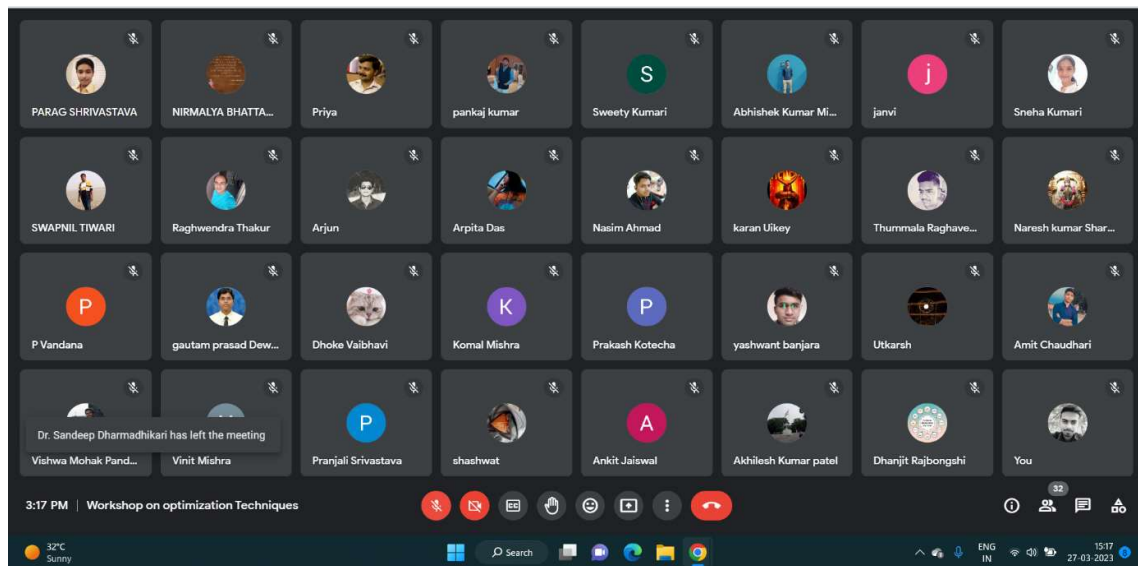 PARAG SHRIVASTAVA
NIRMALYA BHATTA...
Priya
pankaj kumar
S
Sweety Kumari
Abhishek Kumar Mi...
j
janvi
Sneha Kumari
SWAPNIL TIWARI
Raghwendra Thakur
Arjun
Arpita Das
Nasim Ahmad
karan Uikey
Thummala Raghave...
Naresh kumar Shar...
P
P Vandana
gautam prasad Dew...
Dhoke Vaibhavi
K
Komal Mishra
P
Prakash Kotecha
yashwant banjara
Utkarsh
Amit Chaudhari
Dr. Sandeep Dharmadhikari has left the meeting
Vishwa Mohak Pand...
Vinit Mishra
P
Pranjali Srivastava
shashwat
A
Ankit Jaiswal
Akhilesh Kumar patel
Dhanjit Rajbongshi
You
3:17 PM | Workshop on optimization Techniques
CC
32
32°C
Sunny
Search
ENG
IN
15:17
27-03-2023